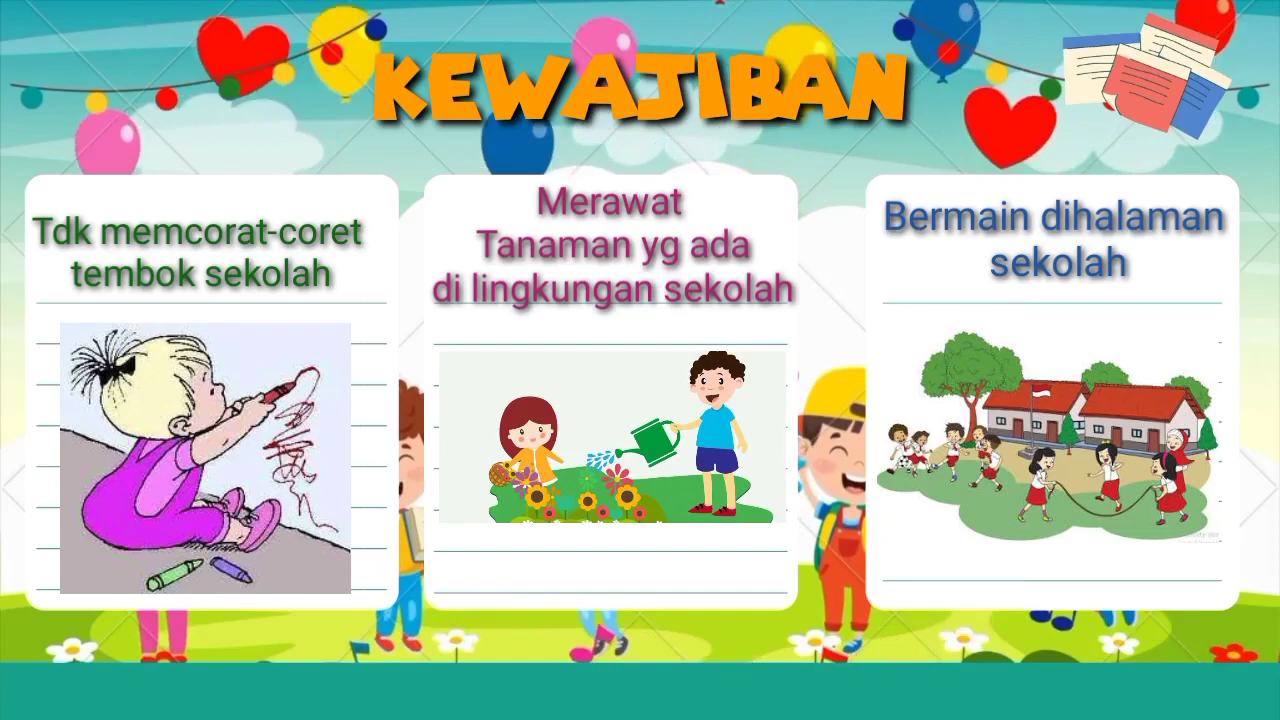 KEWAJIBAN
Tdk memcorat-coret
tembok sekolah
Merawat
Tanaman yg ada
di lingkungan sekolah
Bermain dihalaman
sekolah